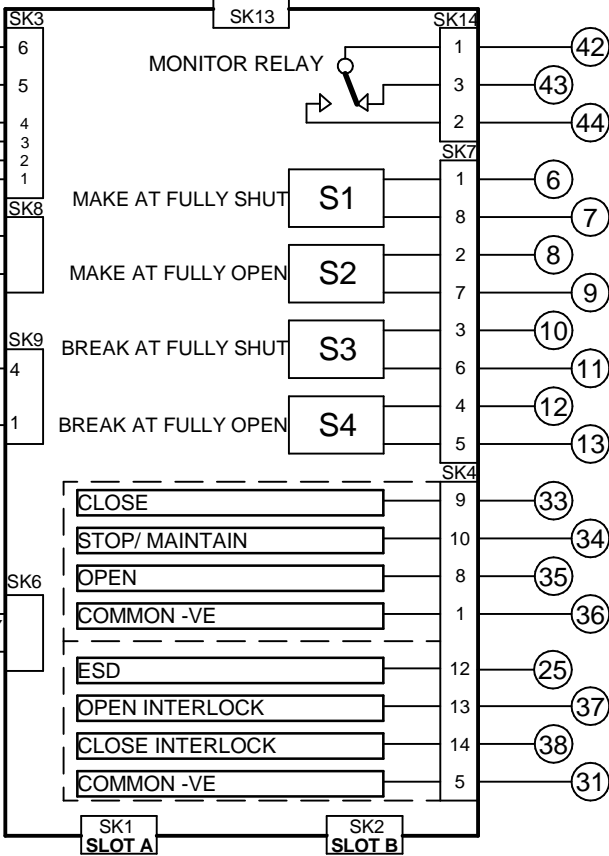 SK13
SK3
SK14
6
1
42
MONITOR RELAY
5
3
43
4
2
44
3
2
1
SK7
MAKE AT FULLY SHUT
S1
1
6
SK8
8
7
MAKE AT FULLY OPEN
S2
2
8
7
9
SK9
BREAK AT FULLY SHUT
S3
3
10
4
6
11
BREAK AT FULLY OPEN
S4
4
12
1
5
13
SK4
CLOSE
9
33
STOP/ MAINTAIN
10
34
SK6
OPEN
8
35
COMMON -VE
1
36
ESD
12
25
OPEN INTERLOCK
13
37
CLOSE INTERLOCK
14
38
COMMON -VE
5
31
SK1
SLOT A
SK2
SLOT B